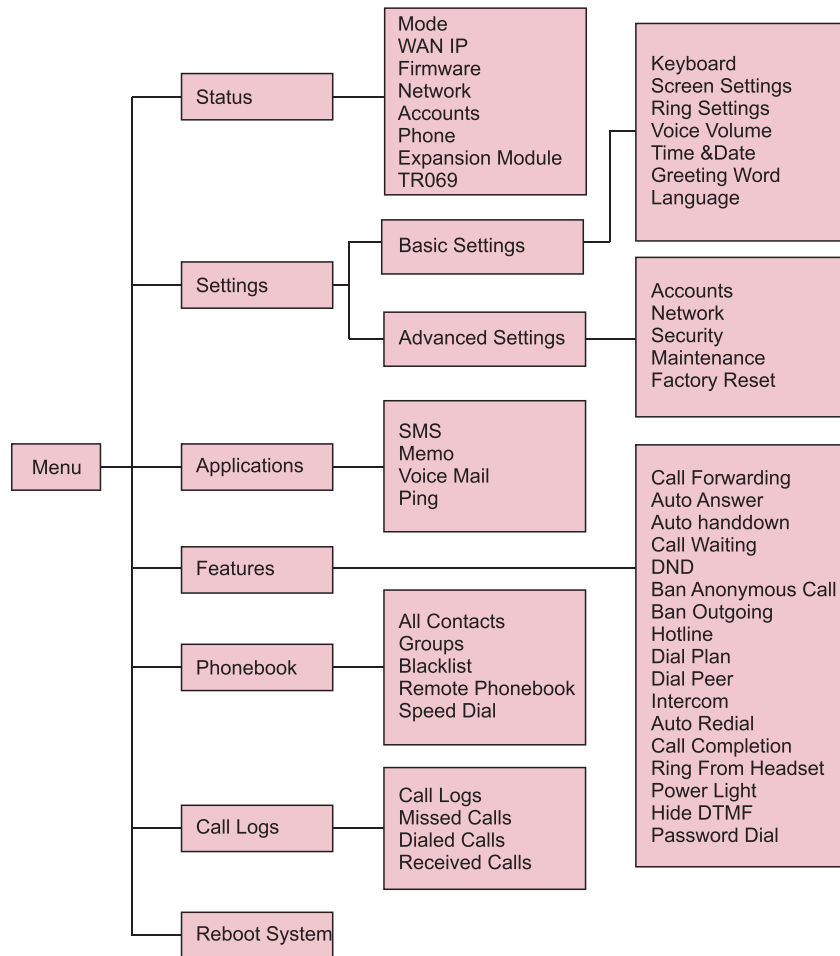 Menu
Status
Mode
WAN IP
Firmware
Network
Accounts
Phone
Expansion Module
TR069
Settings
Basic Settings
Keyboard
Screen Settings
Ring Settings
Voice Volume
Time &Date
Greeting Word
Language
Advanced Settings
Accounts
Network
Security
Maintenance
Factory Reset
Applications
SMS
Memo
Voice Mail
Ping
Features
Call Forwarding
Auto Answer
Auto handdown
Call Waiting
DND
Ban Anonymous Call
Ban Outgoing
Hotline
Dial Plan
Dial Peer
Intercom
Auto Redial
Call Completion
Ring From Headset
Power Light
Hide DTMF
Password Dial
Phonebook
All Contacts
Groups
Blacklist
Remote Phonebook
Speed Dial
Call Logs
Call Logs
Missed Calls
Dialed Calls
Received Calls
Reboot System